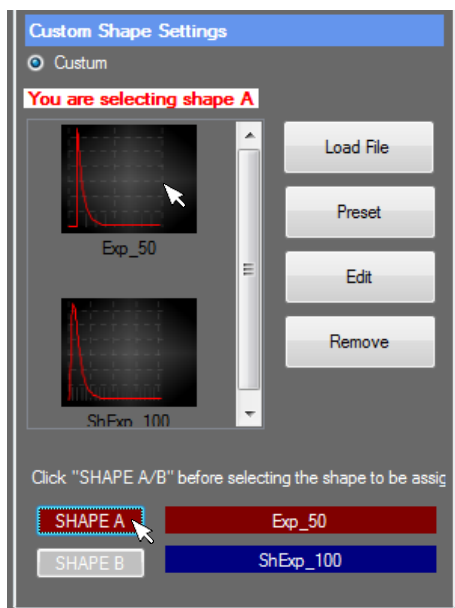 Custom Shape Settings
Custum
You are selecting shape A
Load File
Exp_50
Preset
Edit
Remove
ShExp_100
Click "SHAPE A/B" before selecting the shape to be assig
SHAPE A
Exp_50
SHAPE B
ShExp_100